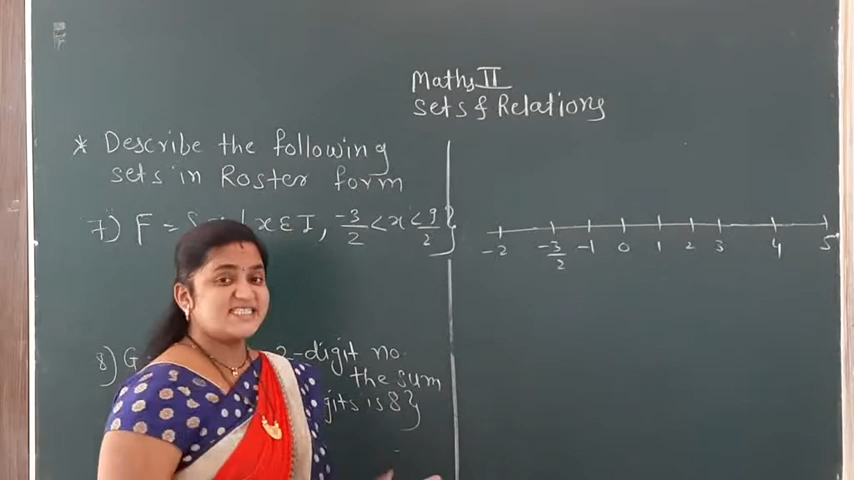 Maths II
Sets & Relations
* Describe the following
sets in Roster form
7) F = { x | x ε I, -3/2 < x < 9/2 }
-2 -3/2 -1 0 1 2 3 4 5
8) G 2-digit no.
the sum
gits is 8}